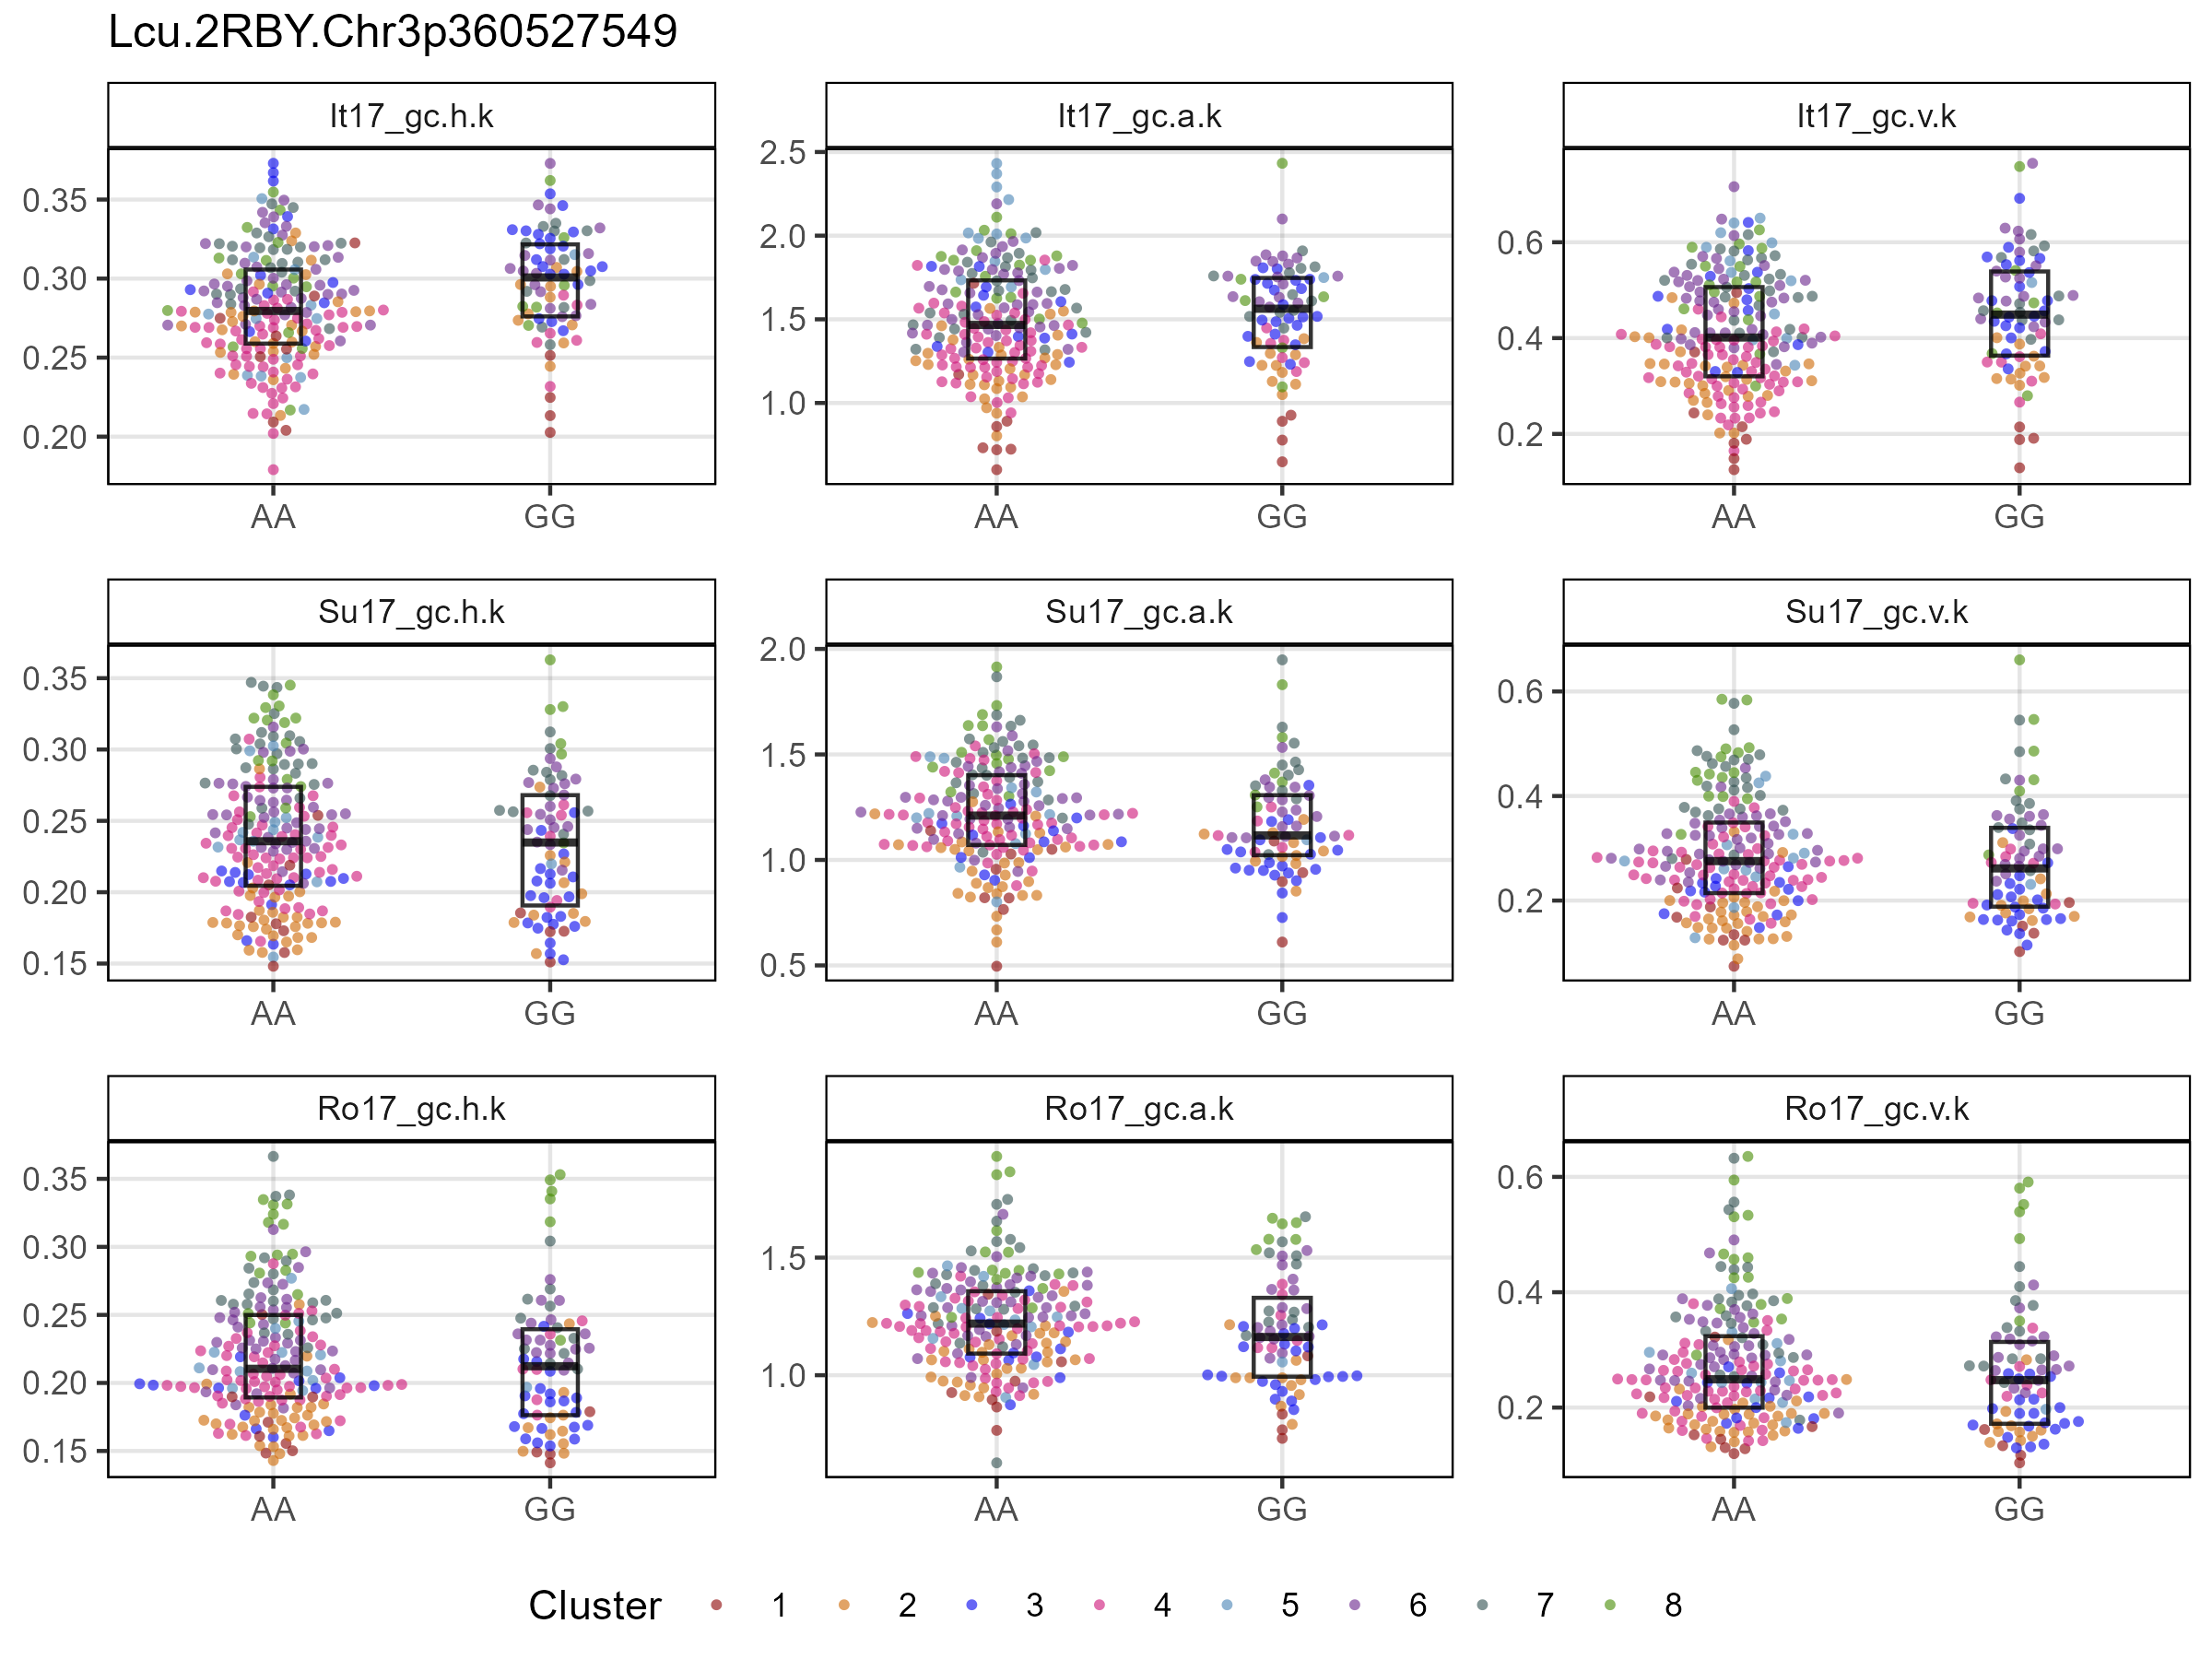 Lcu.2RBY.Chr3p360527549
It17_gc.h.k
It17_gc.a.k
It17_gc.v.k
0.35
0.30
0.25
0.20
AA
GG
2.5
2.0
1.5
1.0
AA
GG
0.6
0.4
0.2
AA
GG
Su17_gc.h.k
Su17_gc.a.k
Su17_gc.v.k
0.35
0.30
0.25
0.20
0.15
AA
GG
2.0
1.5
1.0
0.5
AA
GG
0.6
0.4
0.2
AA
GG
Ro17_gc.h.k
Ro17_gc.a.k
Ro17_gc.v.k
0.35
0.30
0.25
0.20
0.15
AA
GG
1.5
1.0
AA
GG
0.6
0.4
0.2
AA
GG
Cluster 1 2 3 4 5 6 7 8